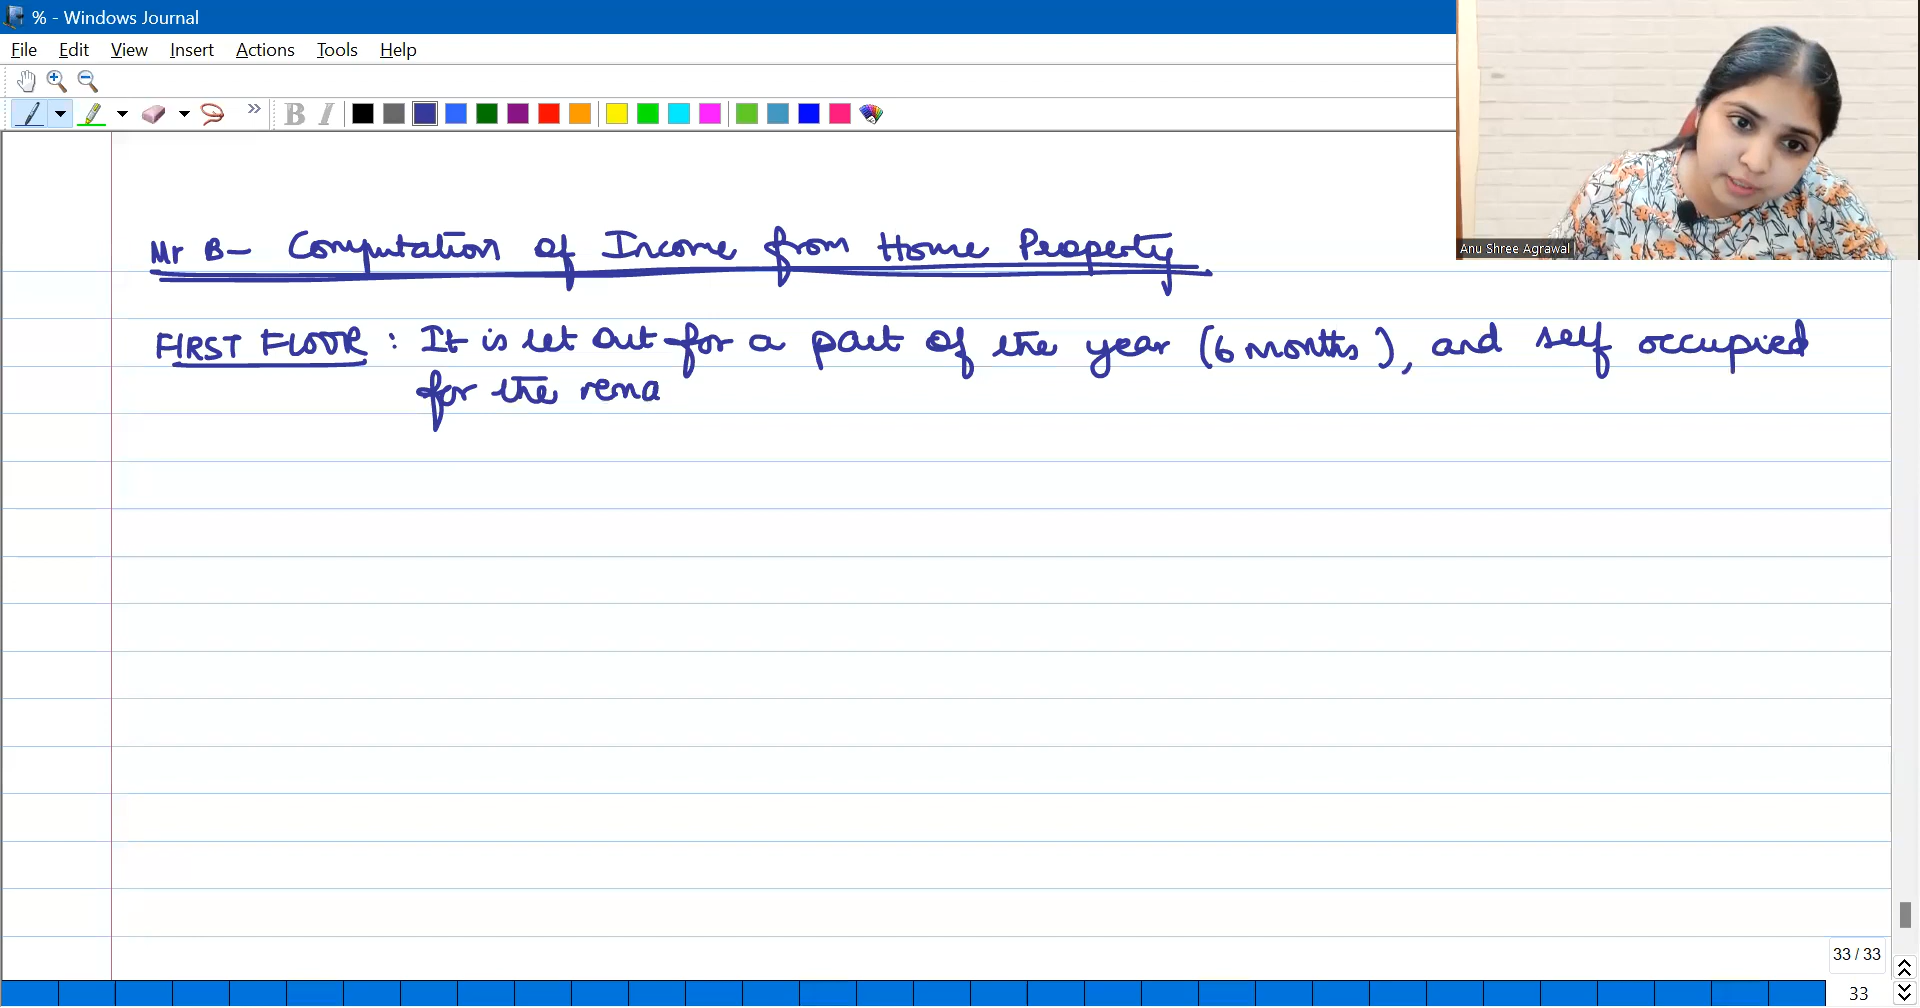 % - Windows Journal
File Edit View Insert Actions Tools Help
B I
Anu Shree Agrawal
Mr B- Computation of Income from House Property
FIRST FLOOR : It is let out for a part of the year (6 months), and self occupied
for the rema
33 / 33
33